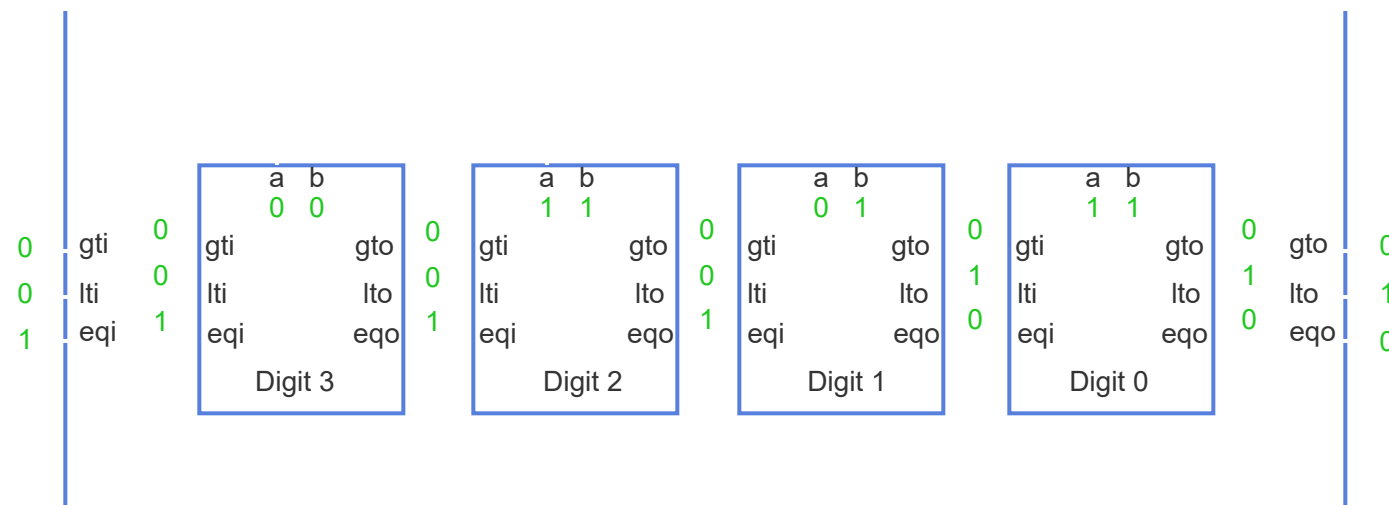 a b a b a b a b
0 0 1 1 0 1 1 1
0 gti 0 gti gto 0 gti gto 0 gti gto 0 gti gto 0 gto 0
0 lti 0 lti lto 0 lti lto 0 lti lto 1 lti lto 1 lto 1
1 eqi 1 eqi eqo 1 eqi eqo 1 eqi eqo 0 eqi eqo 0 eqo 0
Digit 3 Digit 2 Digit 1 Digit 0